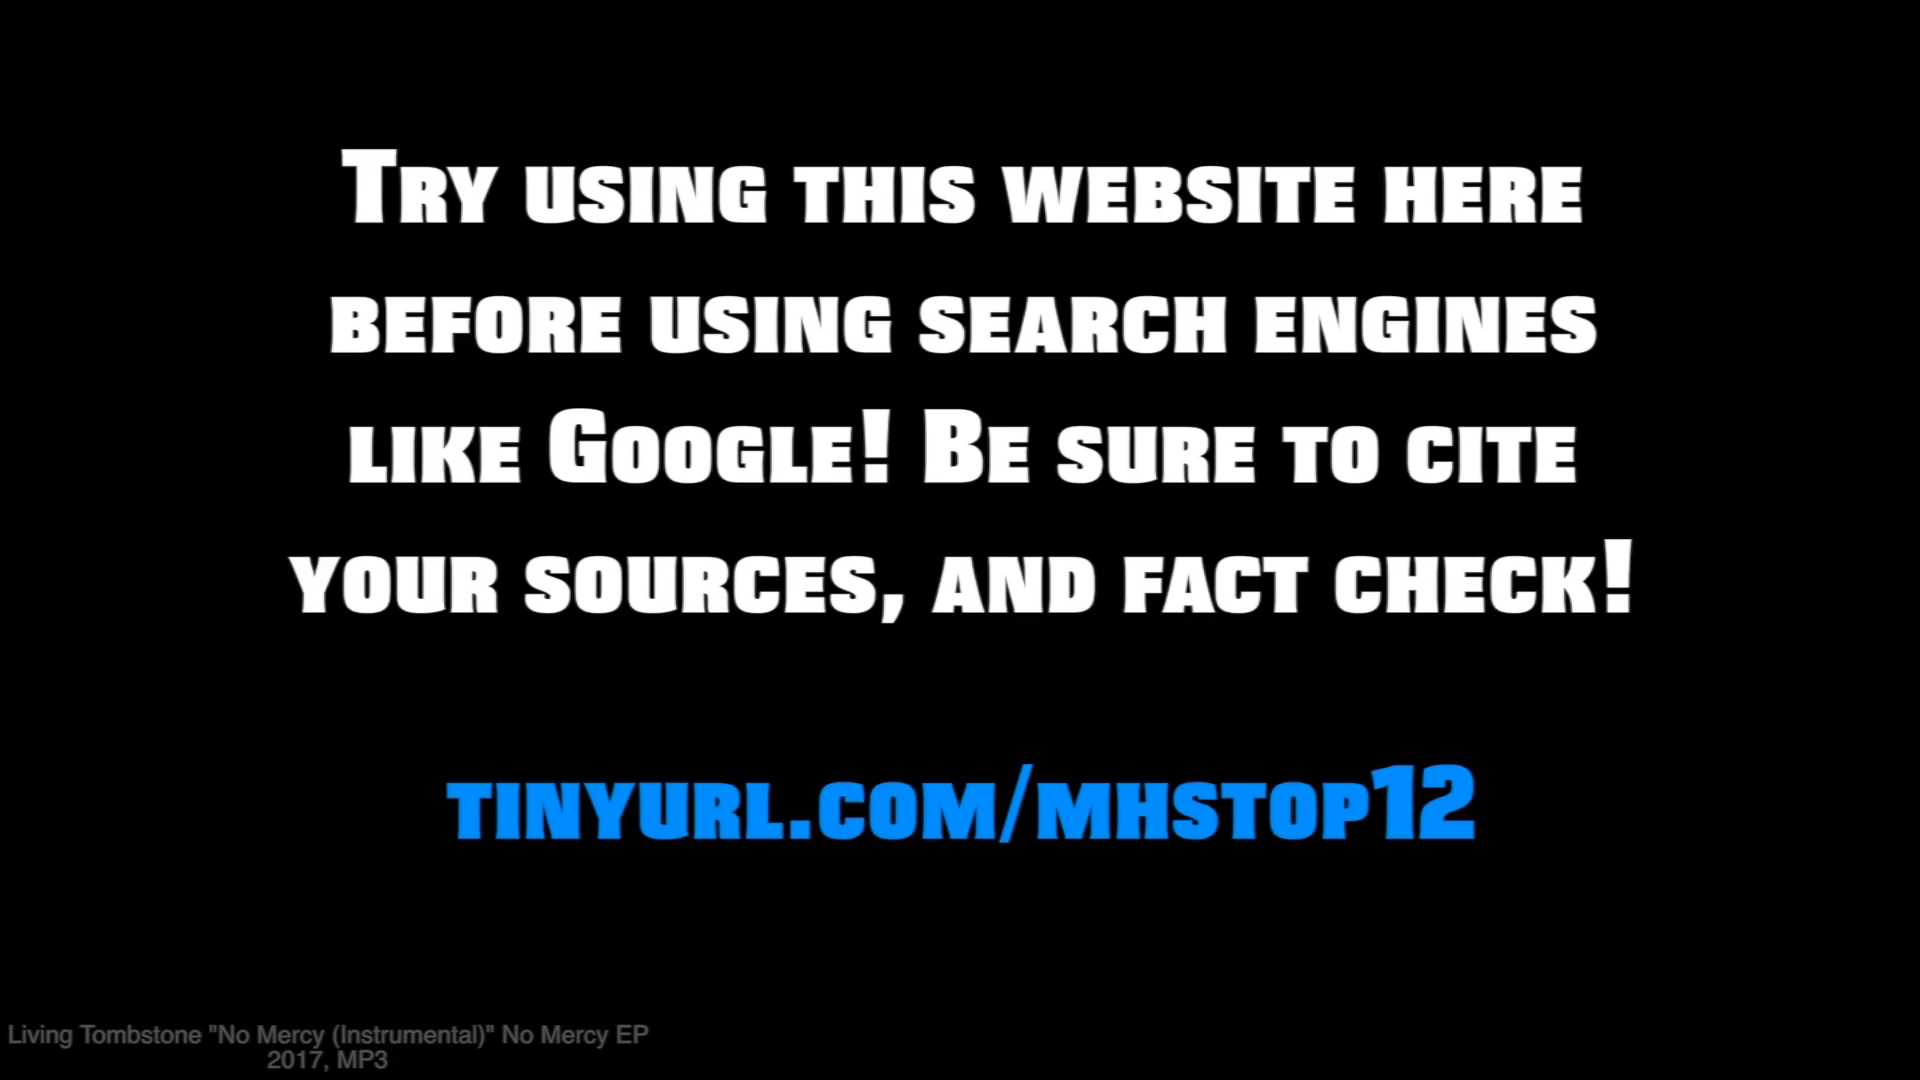 Try using this website here
before using search engines
like Google! Be sure to cite
your sources, and fact check!
tinyurl.com/mhstop12
Living Tombstone "No Mercy (Instrumental)" No Mercy EP
2017, MP3